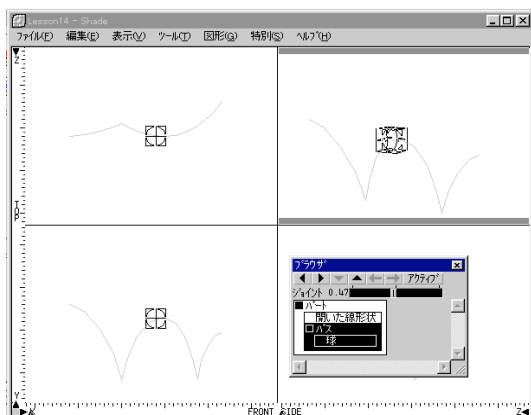 Lesson14 - Shade
ファイル(F) 編集(E) 表示(V) ツール(T) 図形(G) 特別(S) ヘルプ(H)
Z
TOP
ブラウザ
アクティブ
ジョイント 0.47
パート
開いた線形状
パス
球
Y
X FRONT SIDE Z